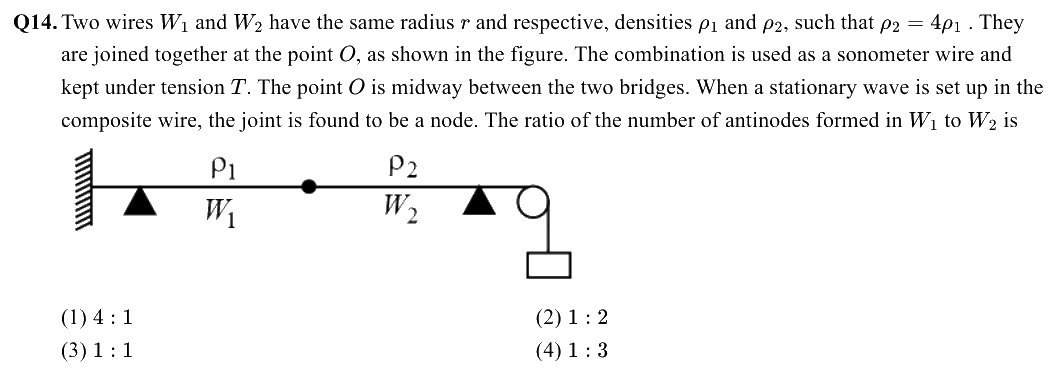 Q14. Two wires W₁ and W₂ have the same radius r and respective, densities ρ₁ and ρ₂, such that ρ₂ = 4ρ₁ . They
are joined together at the point O, as shown in the figure. The combination is used as a sonometer wire and
kept under tension T. The point O is midway between the two bridges. When a stationary wave is set up in the
composite wire, the joint is found to be a node. The ratio of the number of antinodes formed in W₁ to W₂ is
ρ₁ ρ₂
W₁ W₂
(1) 4 : 1 (2) 1 : 2
(3) 1 : 1 (4) 1 : 3